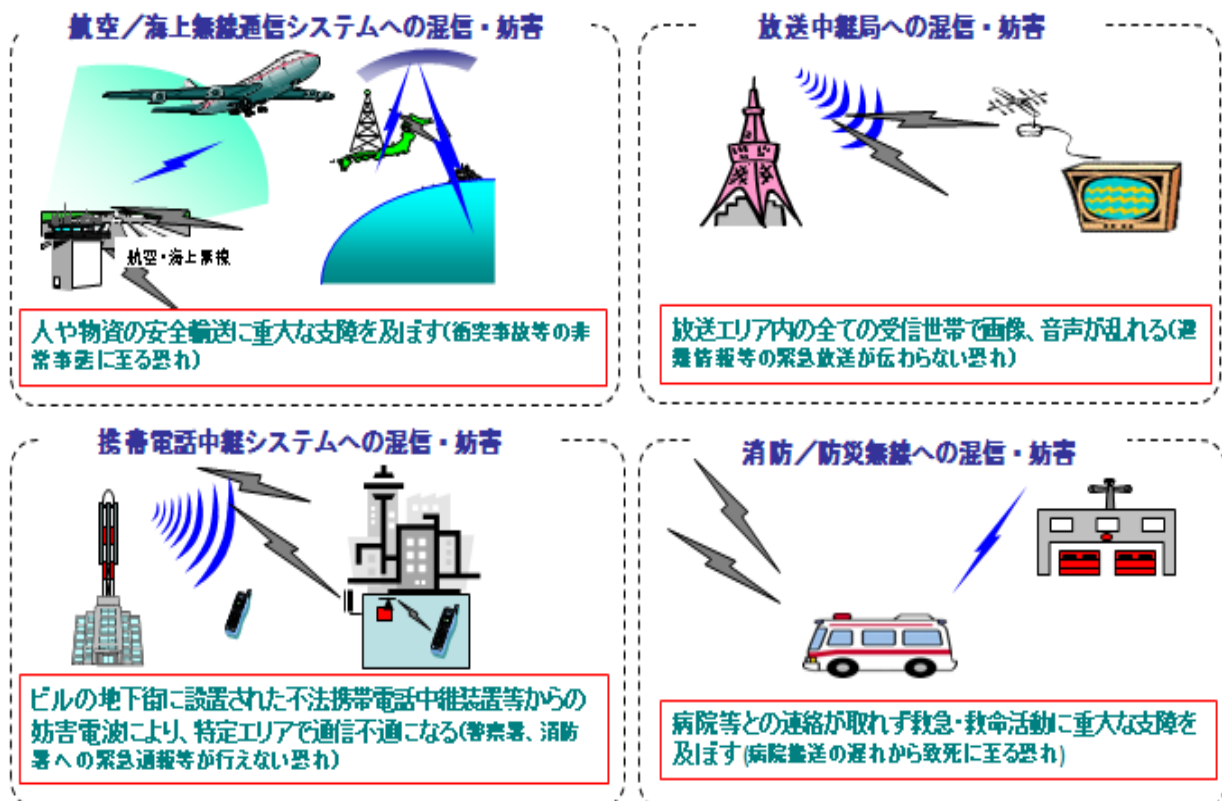 航空／海上無線通信システムへの混信・妨害
航空・海上無線
人や物資の安全輸送に重大な支障を及ぼす(衝突事故等の非
常事態に至る恐れ)
放送中継局への混信・妨害
放送エリア内の全ての受信世帯で画像、音声が乱れる(避
難情報等の緊急放送が伝わらない恐れ)
携帯電話中継システムへの混信・妨害
ビルの地下街に設置された不法携帯電話中継装置等からの
妨害電波により、特定エリアで通信不通になる(警察署、消防
署への緊急通報等が行えない恐れ)
消防／防災無線への混信・妨害
病院等との連絡が取れず救急・救命活動に重大な支障を
及ぼす(病院搬送の遅れから致死に至る恐れ)